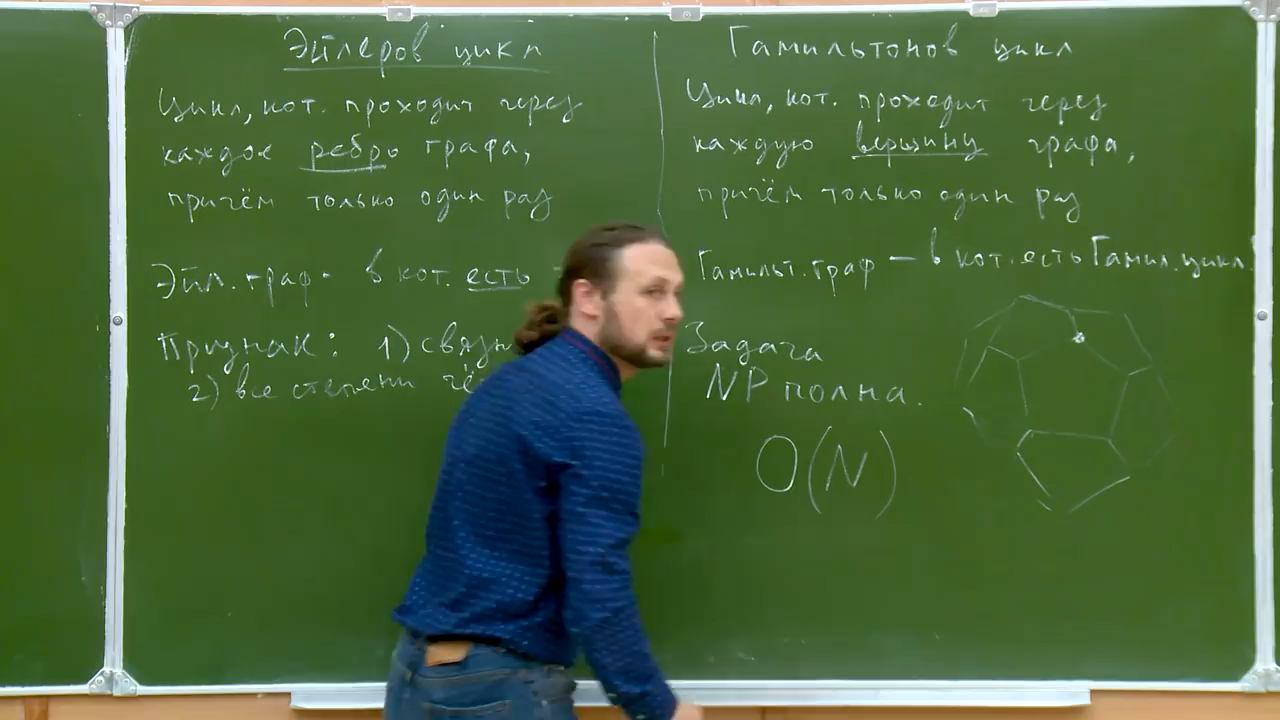 Эйлеров цикл
Цикл, кот. проходит через
каждое ребро графа,
причём только один раз
Эйл. граф - в кот. есть
Признак: 1) связн
2) все степени чё
Гамильтонов цикл
Цикл, кот. проходит через
каждую вершину графа,
причём только один раз
Гамильт. граф — в кот. есть Гамил. цикл.
Задача
NP полна.
O(N)